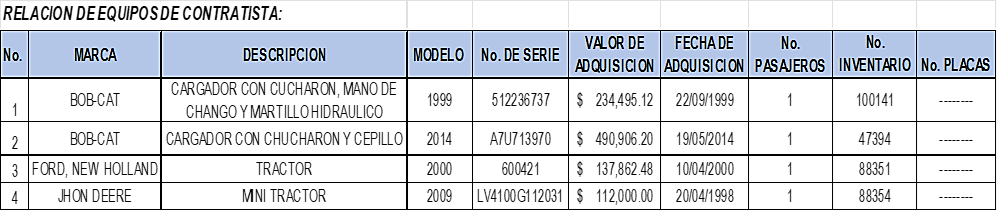 RELACION DE EQUIPOS DE CONTRATISTA:
No. MARCA DESCRIPCION MODELO No. DE SERIE VALOR DE ADQUISICION FECHA DE ADQUISICION No. PASAJEROS No. INVENTARIO No. PLACAS
1 BOB-CAT CARGADOR CON CUCHARON, MANO DE CHANGO Y MARTILLO HIDRAULICO 1999 512236737 $ 234,495.12 22/09/1999 1 100141 --------
2 BOB-CAT CARGADOR CON CHUCHARON Y CEPILLO 2014 A7U713970 $ 490,906.20 19/05/2014 1 47394 --------
3 FORD, NEW HOLLAND TRACTOR 2000 600421 $ 137,862.48 10/04/2000 1 88351 --------
4 JHON DEERE MINI TRACTOR 2009 LV4100G112031 $ 112,000.00 20/04/1998 1 88354 --------